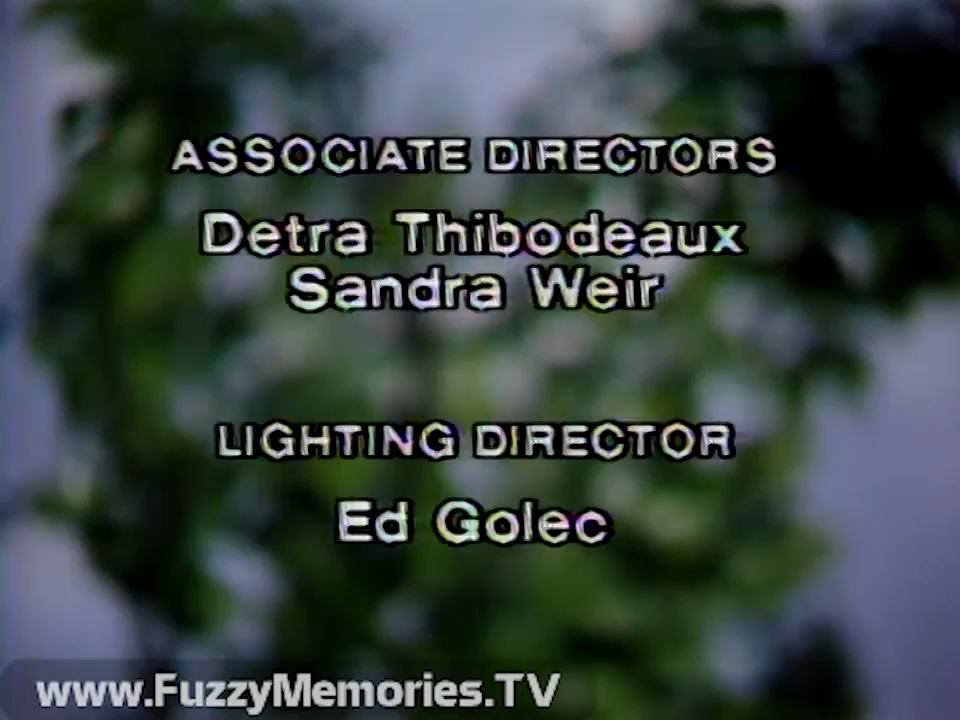 ASSOCIATE DIRECTORS
Detra Thibodeaux
Sandra Weir
LIGHTING DIRECTOR
Ed Golec
www.FuzzyMemories.TV